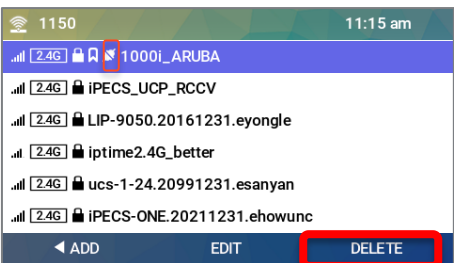 1150 11:15 am
2.4G 1000i_ARUBA
2.4G iPECS_UCP_RCCV
2.4G LIP-9050.20161231.eyongle
2.4G iptime2.4G_better
2.4G ucs-1-24.20991231.esanyan
2.4G iPECS-ONE.20211231.ehowunc
ADD EDIT DELETE